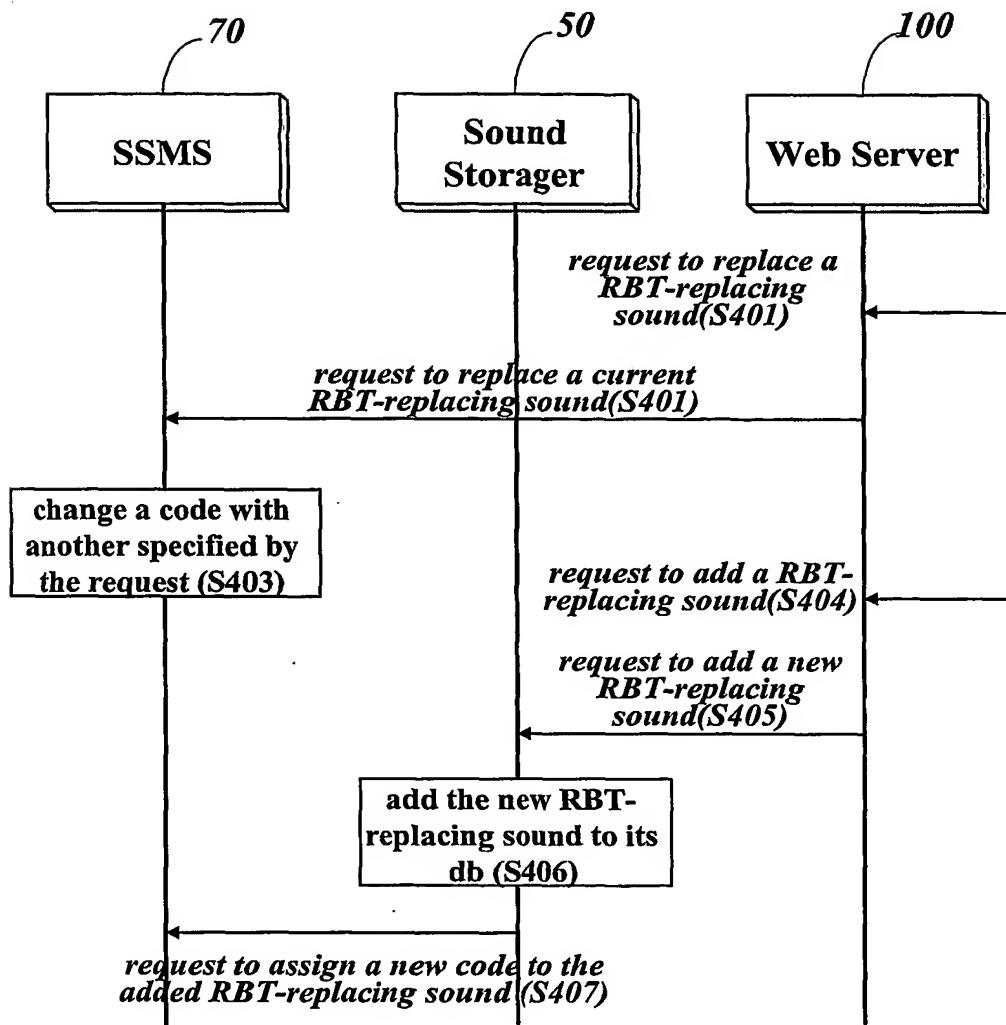 70
50
100
SSMS
Sound
Storager
Web Server
request to replace a
RBT-replacing
sound(S401)
request to replace a current
RBT-replacing sound(S401)
change a code with
another specified by
the request (S403)
request to add a RBT-
replacing sound(S404)
request to add a new
RBT-replacing
sound(S405)
add the new RBT-
replacing sound to its
db (S406)
request to assign a new code to the
added RBT-replacing sound (S407)